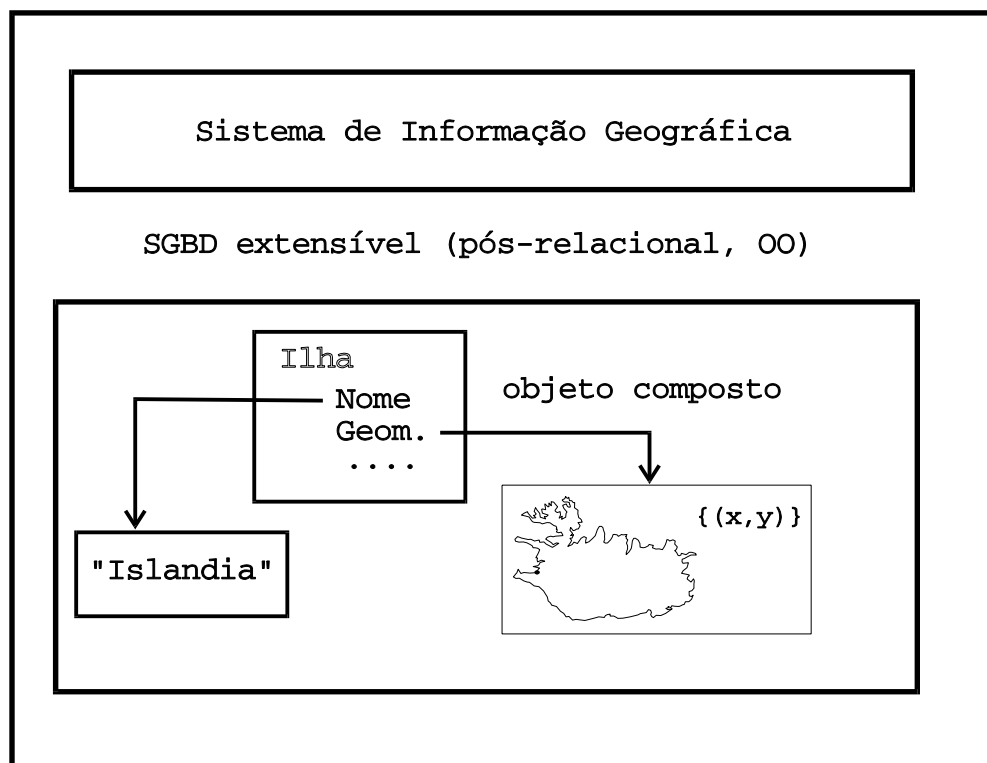 Sistema de Informação Geográfica
SGBD extensível (pós-relacional, OO)
Ilha
objeto composto
Nome
Geom.
....
{(x,y)}
"Islandia"